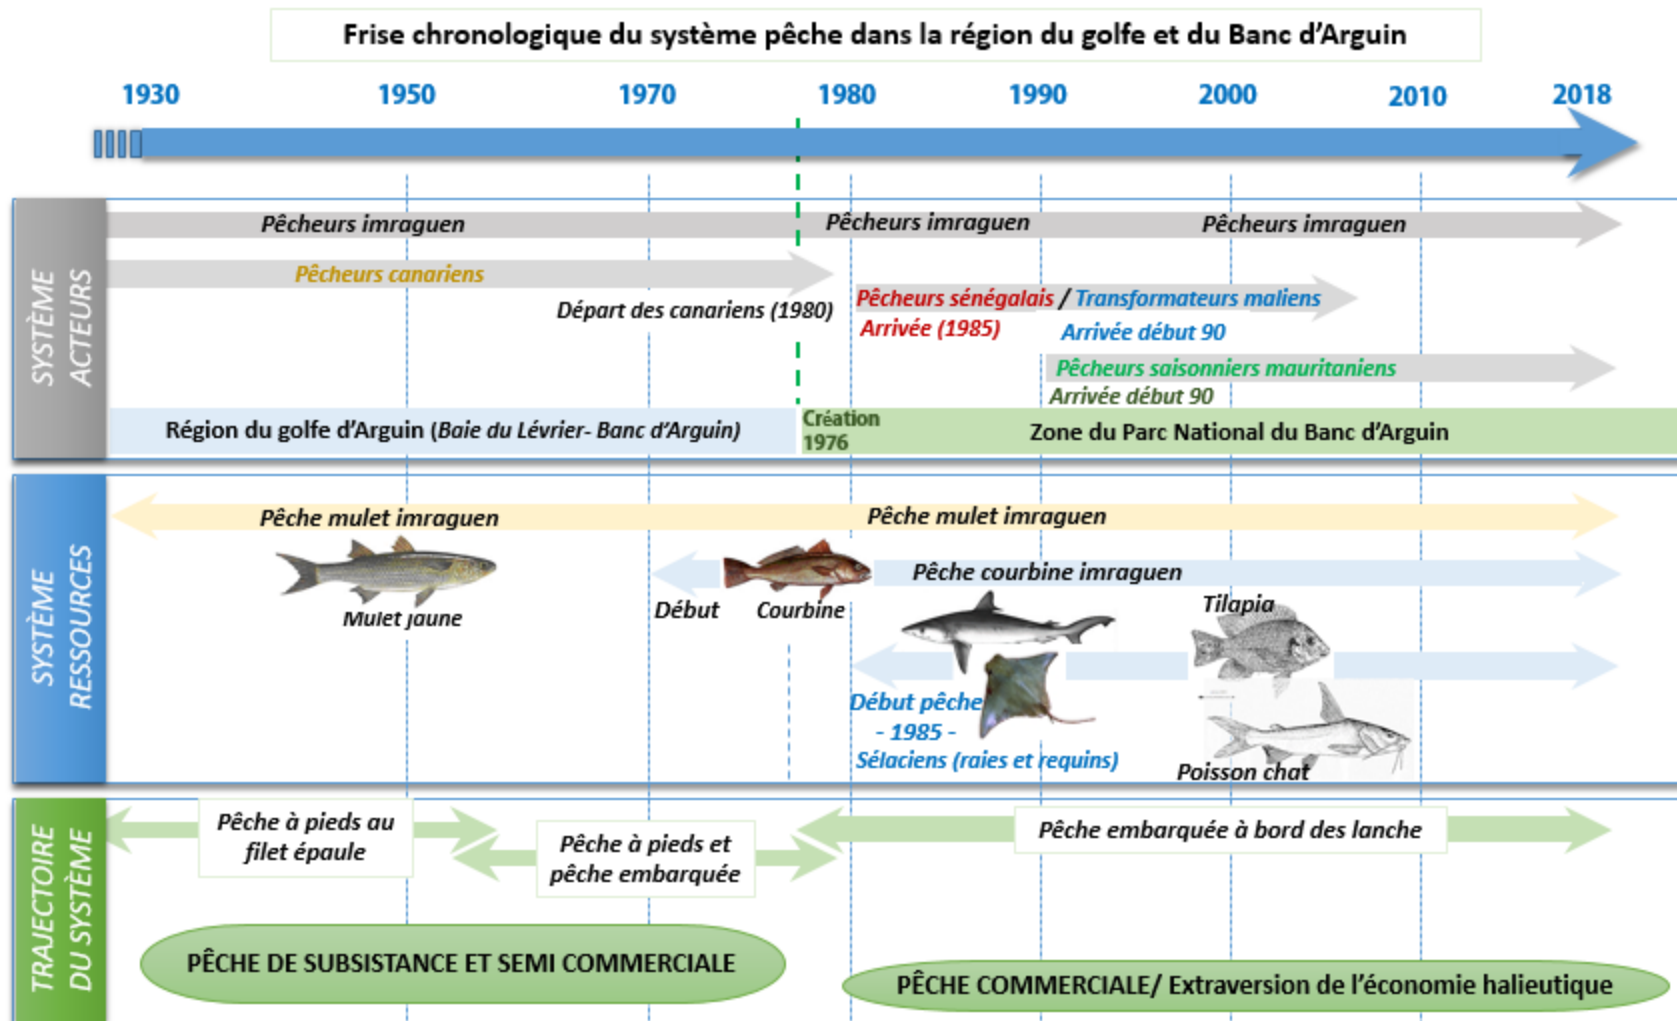 Frise chronologique du système pêche dans la région du golfe et du Banc d'Arguin
1930 1950 1970 1980 1990 2000 2010 2018
SYSTÈME
ACTEURS
Pêcheurs imraguen Pêcheurs imraguen Pêcheurs imraguen
Pêcheurs canariens
Départ des canariens (1980)
Pêcheurs sénégalais / Transformateurs maliens
Arrivée (1985) Arrivée début 90
Pêcheurs saisonniers mauritaniens
Arrivée début 90
Région du golfe d'Arguin (Baie du Lévrier- Banc d'Arguin)
Création
1976
Zone du Parc National du Banc d'Arguin
SYSTÈME
RESSOURCES
Pêche mulet imraguen Pêche mulet imraguen
Pêche courbine imraguen
Mulet jaune
Début Courbine
Tilapia
Début pêche
- 1985 -
Sélaciens (raies et requins)
Poisson chat
TRAJECTOIRE
DU SYSTÈME
Pêche à pieds au
filet épaule
Pêche à pieds et
pêche embarquée
Pêche embarquée à bord des lanche
PÊCHE DE SUBSISTANCE ET SEMI COMMERCIALE
PÊCHE COMMERCIALE/ Extraversion de l'économie halieutique